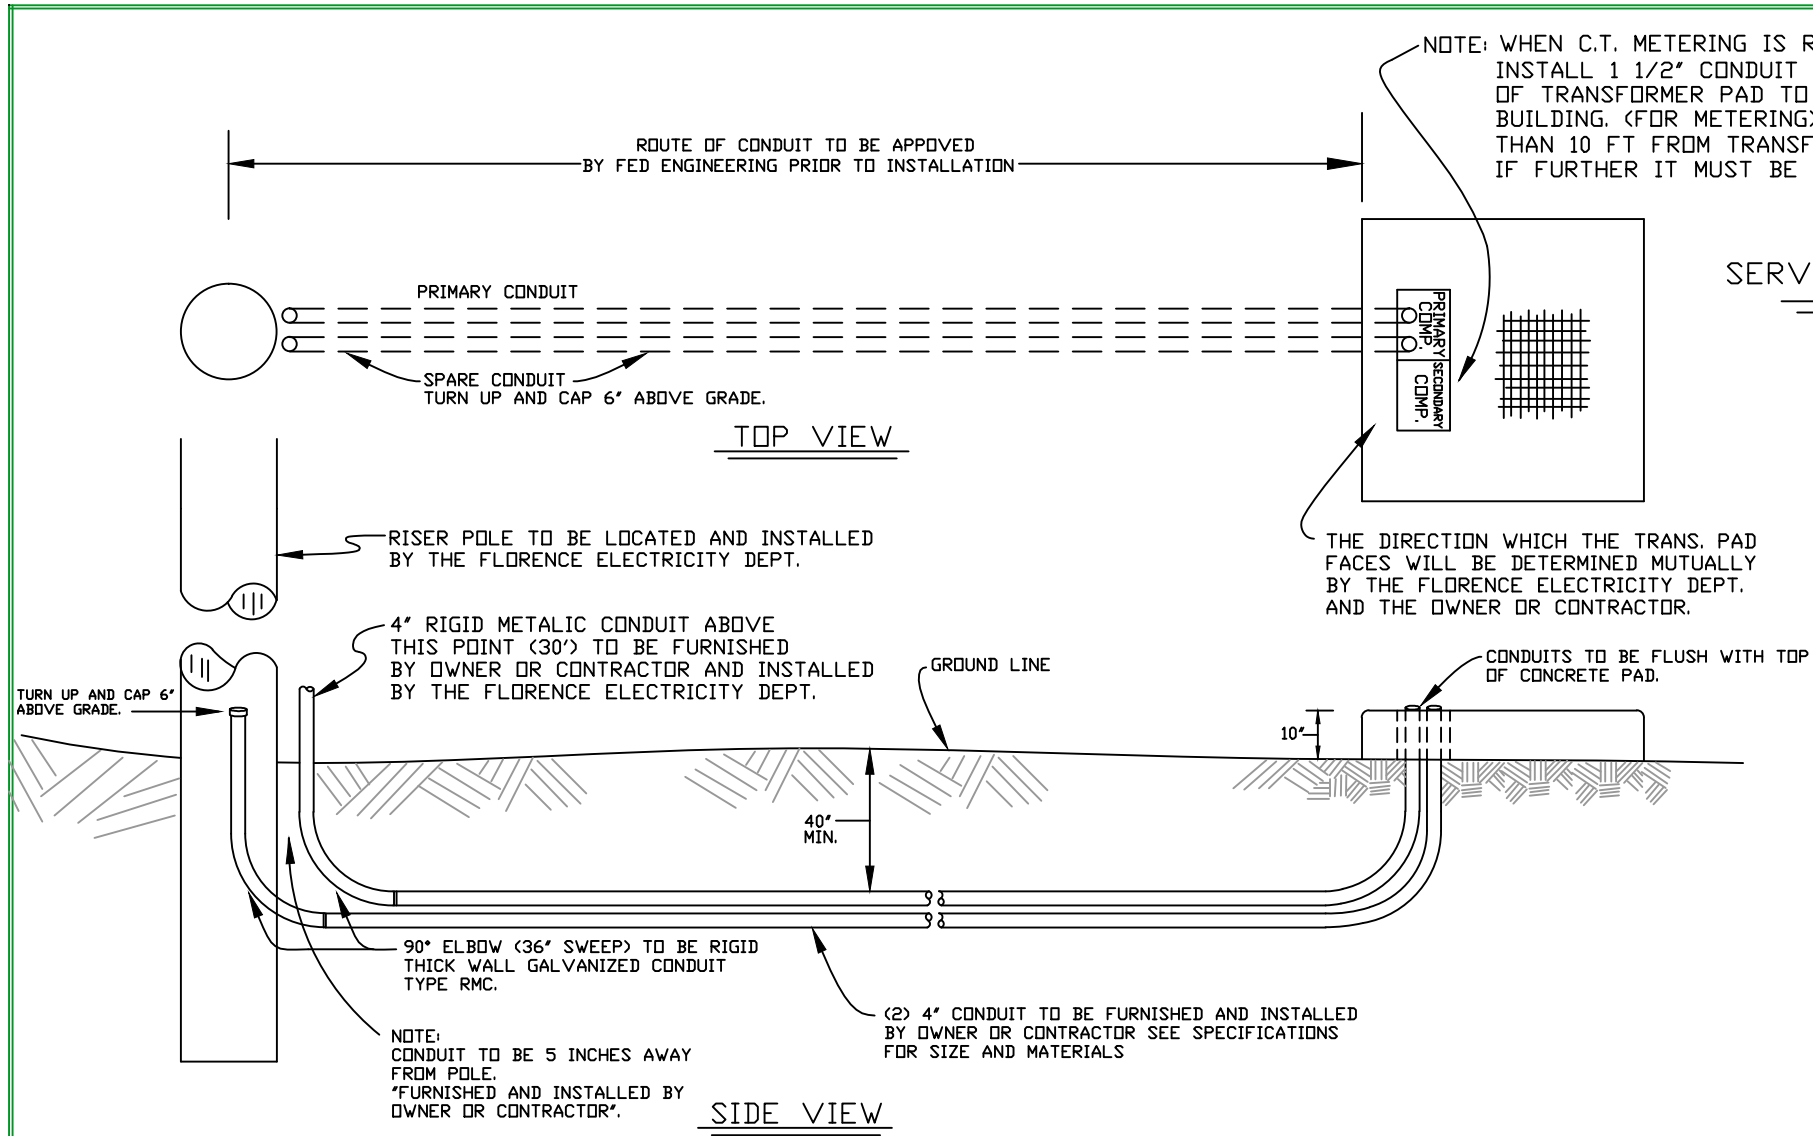 NOTE: WHEN C.T. METERING IS R
INSTALL 1 1/2" CONDUIT
OF TRANSFORMER PAD TO
BUILDING. (FOR METERING)
THAN 10 FT FROM TRANSF
IF FURTHER IT MUST BE
ROUTE OF CONDUIT TO BE APPOVED
BY FED ENGINEERING PRIOR TO INSTALLATION
SERV
PRIMARY CONDUIT
PRIMARY
COMP.
SECONDARY
COMP.
SPARE CONDUIT
TURN UP AND CAP 6" ABOVE GRADE.
TOP VIEW
RISER POLE TO BE LOCATED AND INSTALLED
BY THE FLORENCE ELECTRICITY DEPT.
THE DIRECTION WHICH THE TRANS. PAD
FACES WILL BE DETERMINED MUTUALLY
BY THE FLORENCE ELECTRICITY DEPT.
AND THE OWNER OR CONTRACTOR.
4" RIGID METALIC CONDUIT ABOVE
THIS POINT (30') TO BE FURNISHED
BY OWNER OR CONTRACTOR AND INSTALLED
BY THE FLORENCE ELECTRICITY DEPT.
GROUND LINE
CONDUITS TO BE FLUSH WITH TOP
OF CONCRETE PAD.
TURN UP AND CAP 6"
ABOVE GRADE.
10"
40"
MIN.
90° ELBOW (36" SWEEP) TO BE RIGID
THICK WALL GALVANIZED CONDUIT
TYPE RMC.
(2) 4" CONDUIT TO BE FURNISHED AND INSTALLED
BY OWNER OR CONTRACTOR SEE SPECIFICATIONS
FOR SIZE AND MATERIALS
NOTE:
CONDUIT TO BE 5 INCHES AWAY
FROM POLE.
"FURNISHED AND INSTALLED BY
OWNER OR CONTRACTOR".
SIDE VIEW